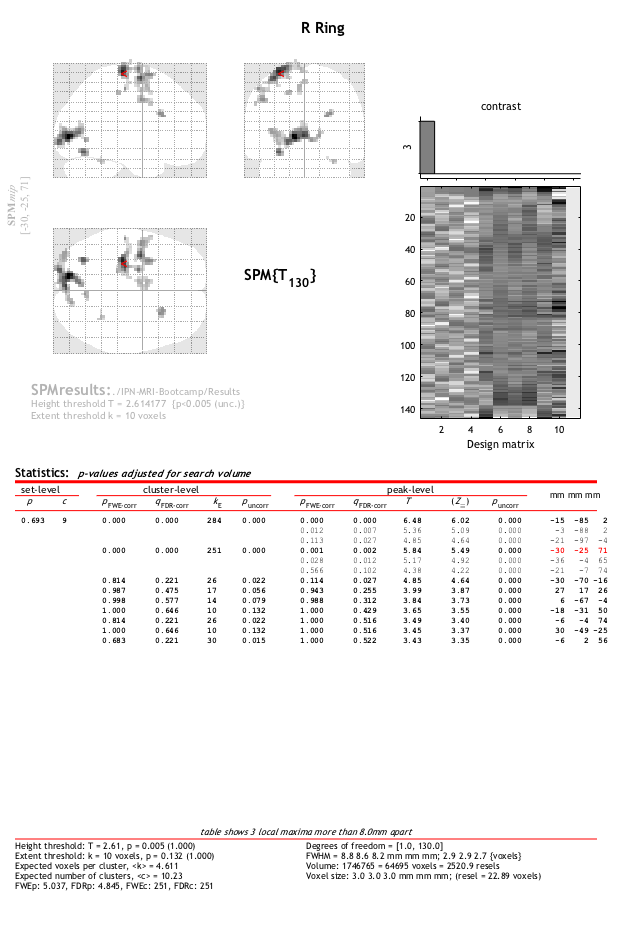 R Ring
contrast
3
SPMmip
[-30, -25, 71]
SPM{T130}
20
40
60
80
100
120
140
2 4 6 8 10
Design matrix
SPMresults: ./IPN-MRI-Bootcamp/Results
Height threshold T = 2.614177 {p<0.005 (unc.)}
Extent threshold k = 10 voxels
Statistics: p-values adjusted for search volume
set-level cluster-level peak-level mm mm mm
p c pFWE-corr qFDR-corr kE puncorr pFWE-corr qFDR-corr T (Z≡) puncorr
0.693 9 0.000 0.000 284 0.000 0.000 0.000 6.48 6.02 0.000 -15 -85 2
0.012 0.007 5.36 5.09 0.000 -3 -88 2
0.113 0.027 4.85 4.64 0.000 -21 -97 -4
0.000 0.000 251 0.000 0.001 0.002 5.84 5.49 0.000 -30 -25 71
0.028 0.012 5.17 4.92 0.000 -36 -4 65
0.566 0.102 4.38 4.22 0.000 -21 -7 74
0.814 0.221 26 0.022 0.114 0.027 4.85 4.64 0.000 -30 -70 -16
0.987 0.475 17 0.056 0.943 0.255 3.99 3.87 0.000 27 17 26
0.998 0.577 14 0.079 0.988 0.312 3.84 3.73 0.000 6 -67 -4
1.000 0.646 10 0.132 1.000 0.429 3.65 3.55 0.000 -18 -31 50
0.814 0.221 26 0.022 1.000 0.516 3.49 3.40 0.000 -6 -4 74
1.000 0.646 10 0.132 1.000 0.516 3.45 3.37 0.000 30 -49 -25
0.683 0.221 30 0.015 1.000 0.522 3.43 3.35 0.000 -6 2 56
table shows 3 local maxima more than 8.0mm apart
Height threshold: T = 2.61, p = 0.005 (1.000)
Extent threshold: k = 10 voxels, p = 0.132 (1.000)
Expected voxels per cluster, <k> = 4.611
Expected number of clusters, <c> = 10.23
FWEp: 5.037, FDRp: 4.845, FWEc: 251, FDRc: 251
Degrees of freedom = [1.0, 130.0]
FWHM = 8.8 8.6 8.2 mm mm mm; 2.9 2.9 2.7 {voxels}
Volume: 1746765 = 64695 voxels = 2520.9 resels
Voxel size: 3.0 3.0 3.0 mm mm mm; (resel = 22.89 voxels)